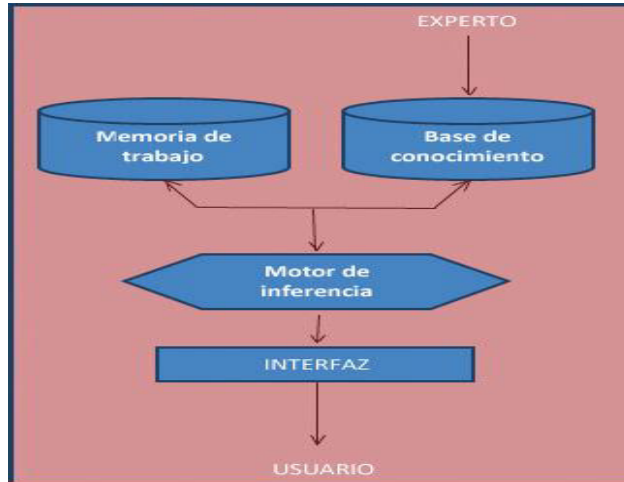 EXPERTO
Memoria de
trabajo
Base de
conocimiento
Motor de
inferencia
INTERFAZ
USUARIO